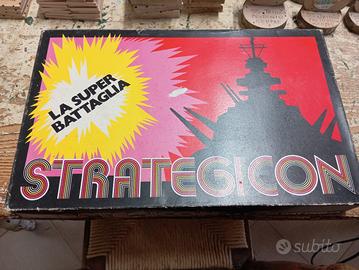 LA SUPER
BATTAGLIA
STRATEGICON
subito